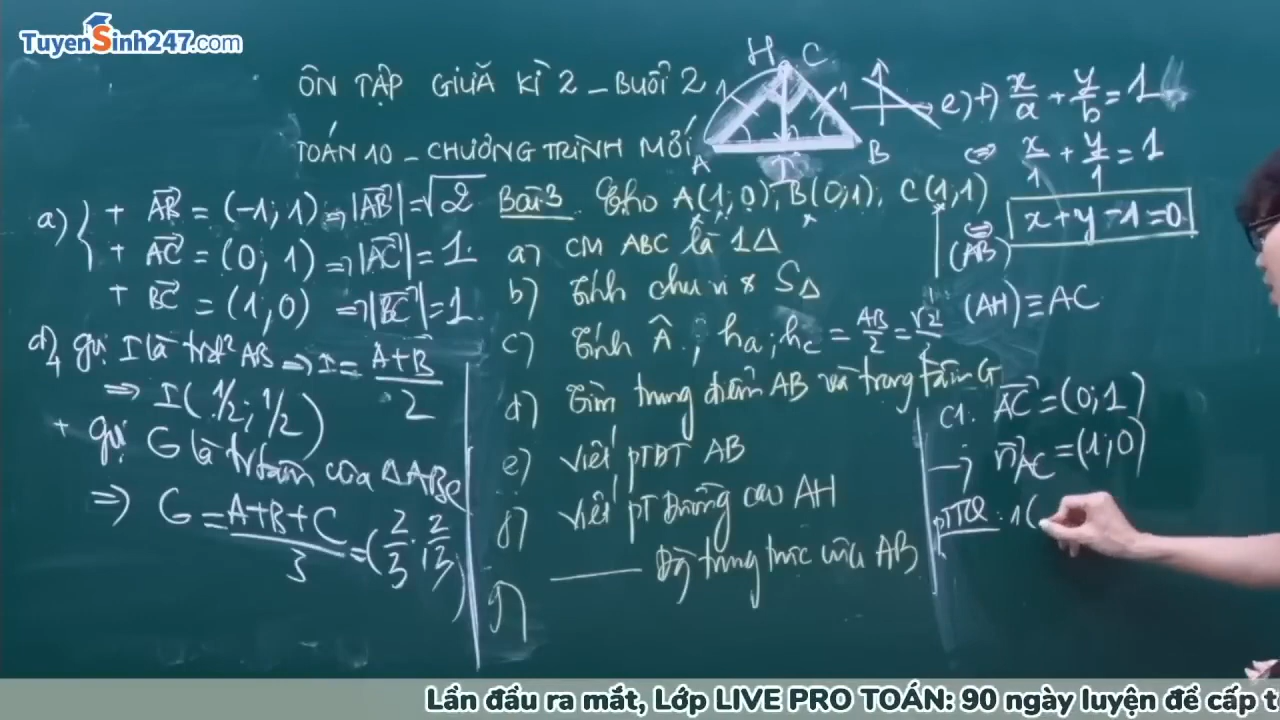 TuyenSinh247.com
ÔN TẬP GIỮA KÌ 2 _ BUỔI 2
TOÁN 10 _ CHƯƠNG TRÌNH MỚI
H C
1 1
A B
a) + AB = (-1; 1) ⇒ |AB| = √2
+ AC = (0; 1) ⇒ |AC| = 1.
+ BC = (1; 0) ⇒ |BC| = 1.
d) gọi I là trđ² AB ⇒ I = A+B / 2
⇒ I (1/2; 1/2)
+ gọi G là tr tâm của ΔABC
⇒ G = A+B+C / 3 = (2/3; 2/3)
Bài 3 Cho A(1; 0), B(0; 1), C(1; 1)
a) CM ABC là 1Δ
b) tính chu vi & SΔ
c) tính Â, ha; hc = AB/2 = √2/2
d) Tìm trung điểm AB và trọng tâm G
e) Viết PTĐT AB
f) Viết PT Đường cao AH
g) ——— Đg trung trực của AB
e) +) x/a + y/b = 1
⇔ x/1 + y/1 = 1
⇔ x + y - 1 = 0
(AB)
(AH) ≡ AC
C1. AC = (0; 1)
→ nAC = (1; 0)
PTTQ: 1(
Lần đầu ra mắt, Lớp LIVE PRO TOÁN: 90 ngày luyện đề cấp t